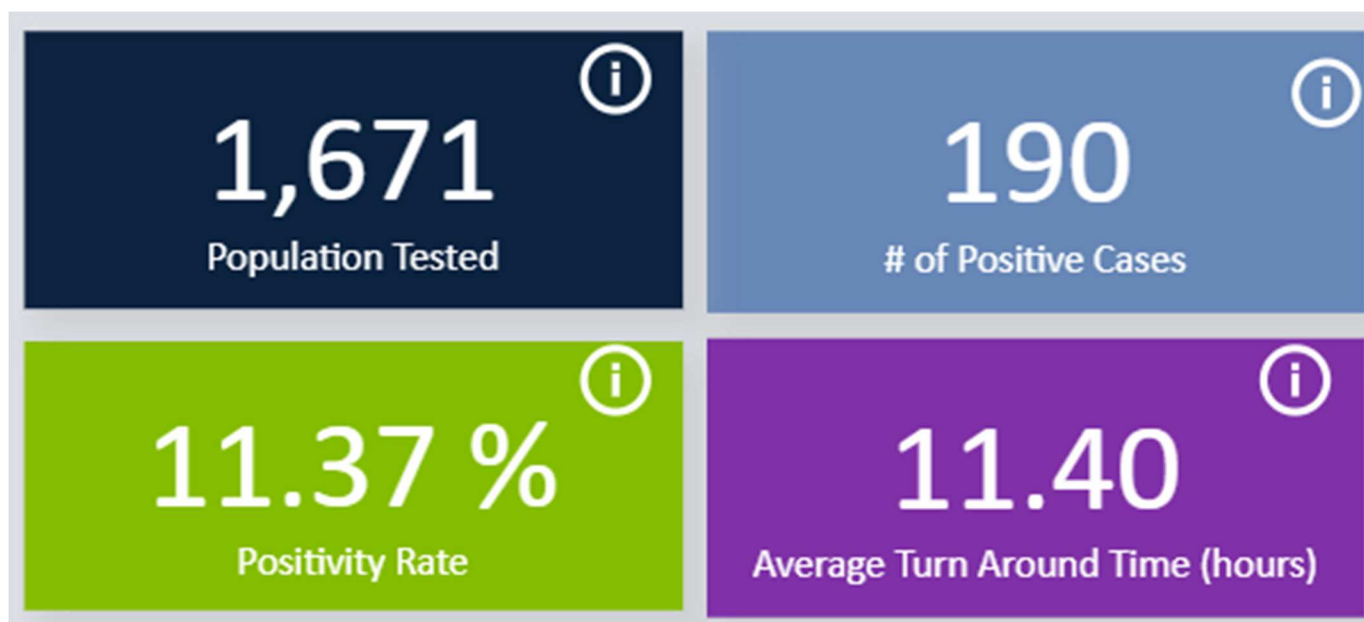 1,671
Population Tested
190
# of Positive Cases
11.37 %
Positivity Rate
11.40
Average Turn Around Time (hours)